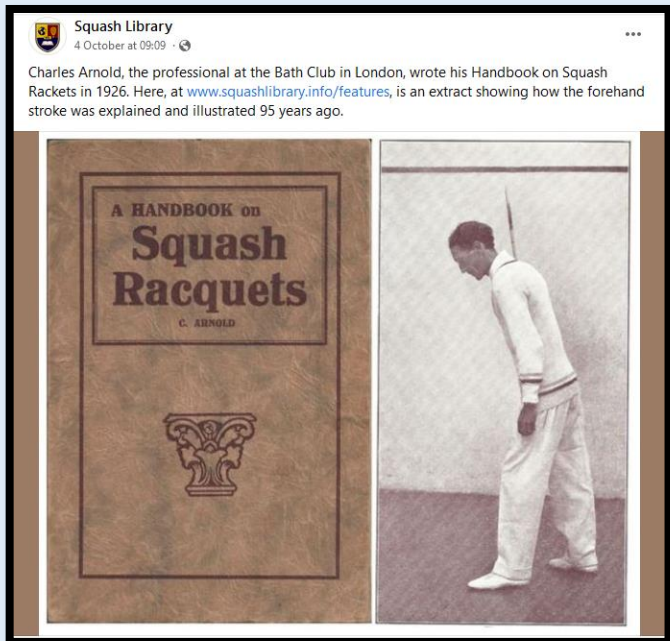 Squash Library
4 October at 09:09 ·
Charles Arnold, the professional at the Bath Club in London, wrote his Handbook on Squash
Rackets in 1926. Here, at www.squashlibrary.info/features, is an extract showing how the forehand
stroke was explained and illustrated 95 years ago.
A HANDBOOK on
Squash
Racquets
C. ARNOLD